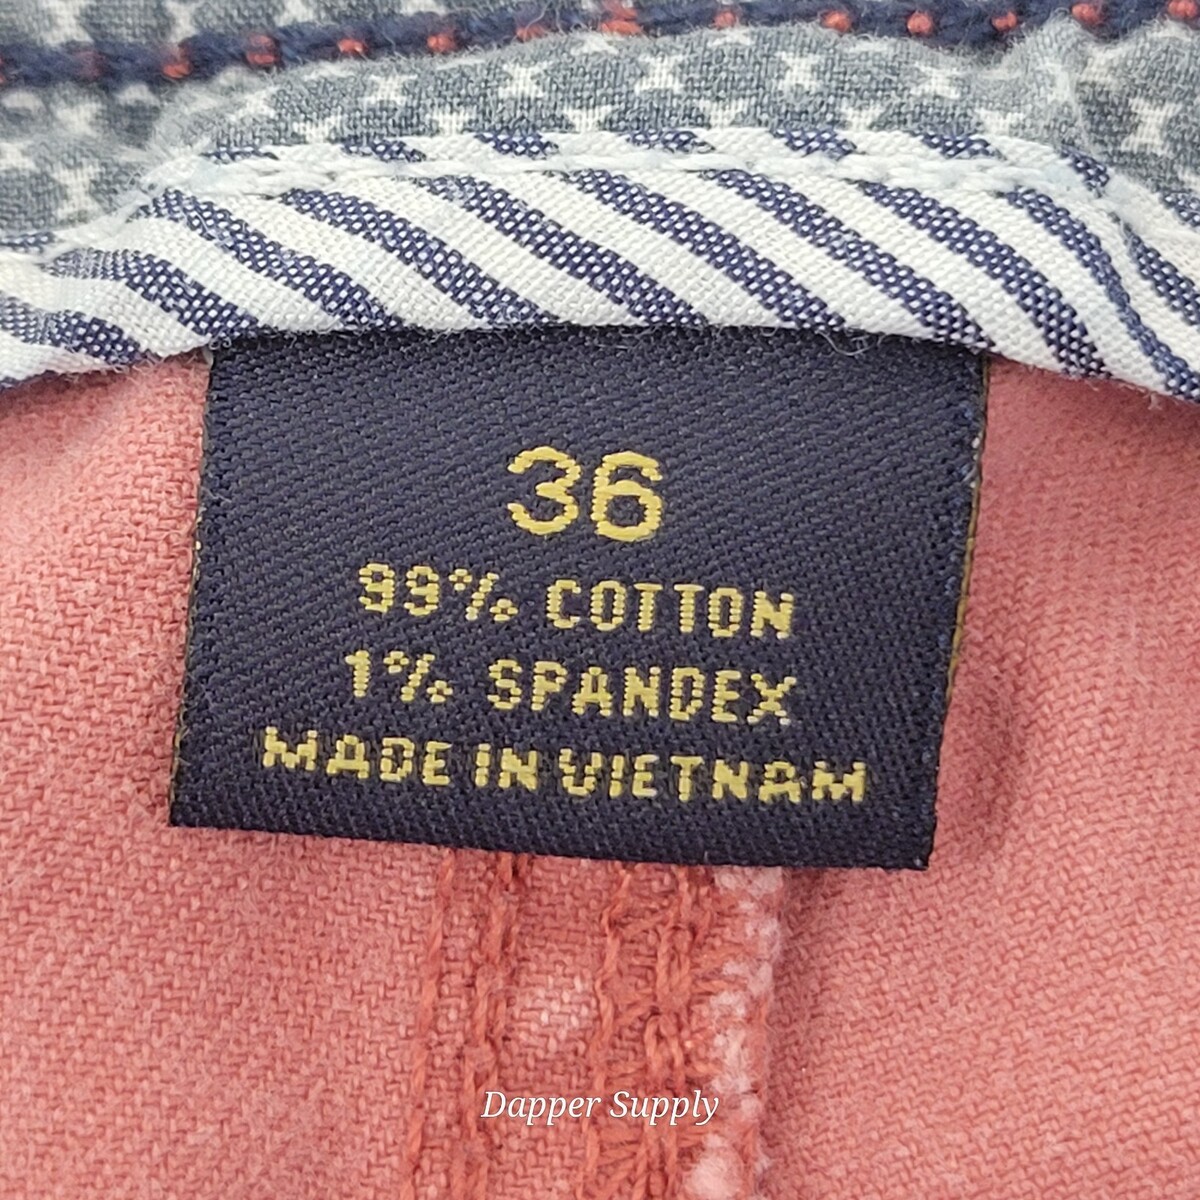 36
99% COTTON
1% SPANDEX
MADE IN VIETNAM
Dapper Supply